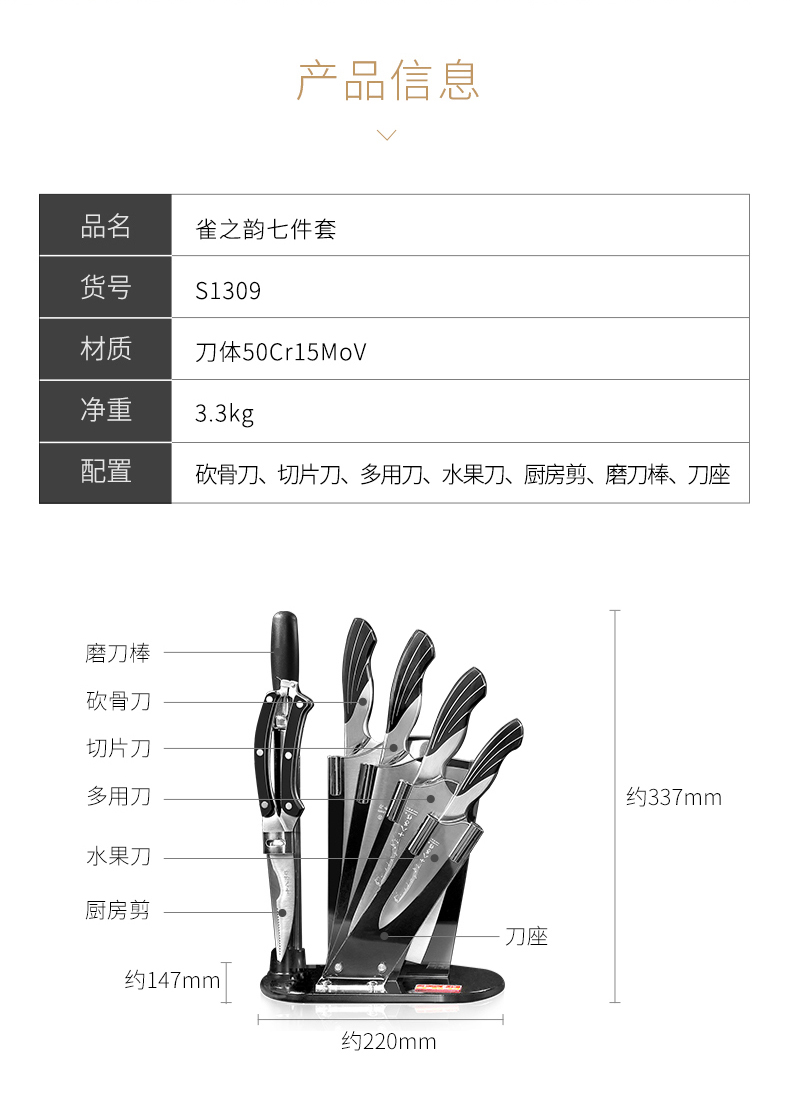 产品信息
品名 雀之韵七件套
货号 S1309
材质 刀体50Cr15MoV
净重 3.3kg
配置 砍骨刀、切片刀、多用刀、水果刀、厨房剪、磨刀棒、刀座
磨刀棒
砍骨刀
切片刀
多用刀
约337mm
水果刀
厨房剪
刀座
约147mm
约220mm